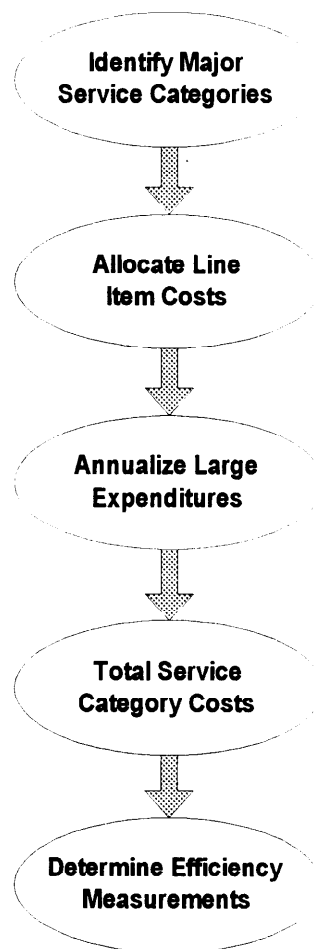 Identify Major
Service Categories
Allocate Line
Item Costs
Annualize Large
Expenditures
Total Service
Category Costs
Determine Efficiency
Measurements